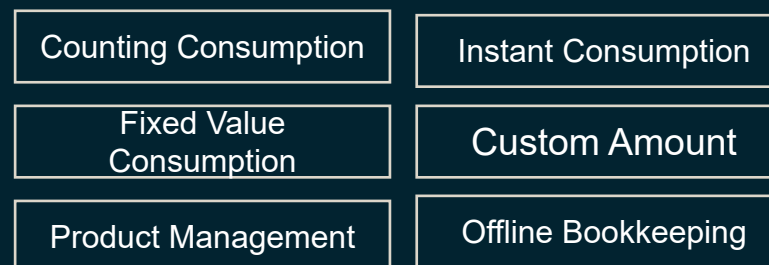 Counting Consumption
Instant Consumption
Fixed Value
Consumption
Custom Amount
Product Management
Offline Bookkeeping